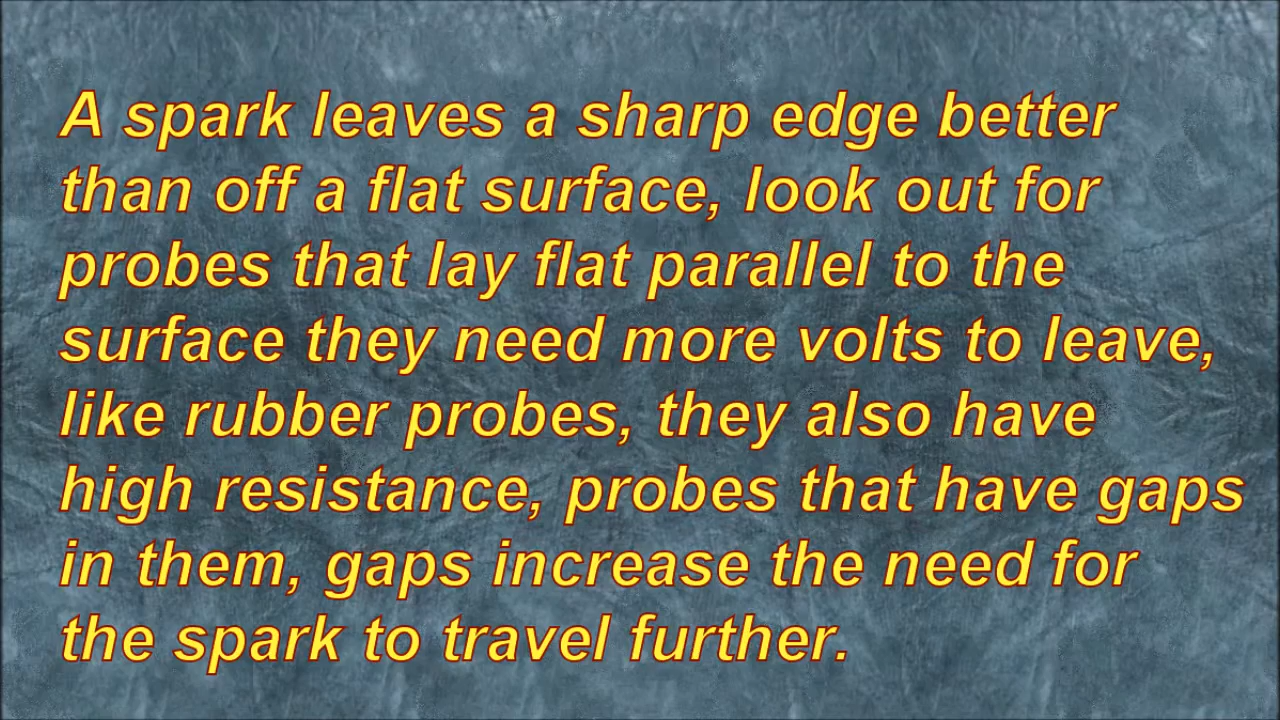 A spark leaves a sharp edge better
than off a flat surface, look out for
probes that lay flat parallel to the
surface they need more volts to leave,
like rubber probes, they also have
high resistance, probes that have gaps
in them, gaps increase the need for
the spark to travel further.